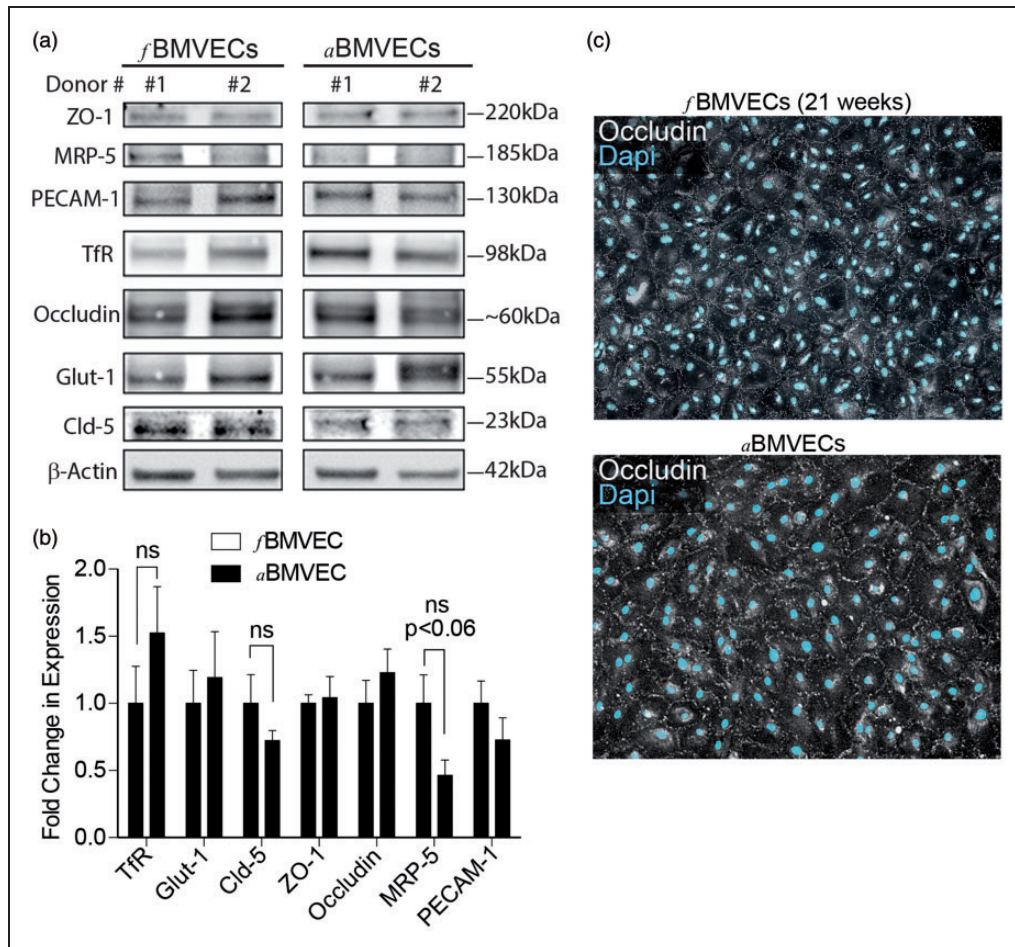 (a)
fBMVECs aBMVECs
Donor # #1 #2 #1 #2
ZO-1 220kDa
MRP-5 185kDa
PECAM-1 130kDa
TfR 98kDa
Occludin ~60kDa
Glut-1 55kDa
Cld-5 23kDa
β-Actin 42kDa
(b)
fBMVEC
aBMVEC
ns
ns
ns
p<0.06
Fold Change in Expression
2.0
1.5
1.0
0.5
0.0
TfR
Glut-1
Cld-5
ZO-1
Occludin
MRP-5
PECAM-1
(c)
fBMVECs (21 weeks)
Occludin
Dapi
aBMVECs
Occludin
Dapi